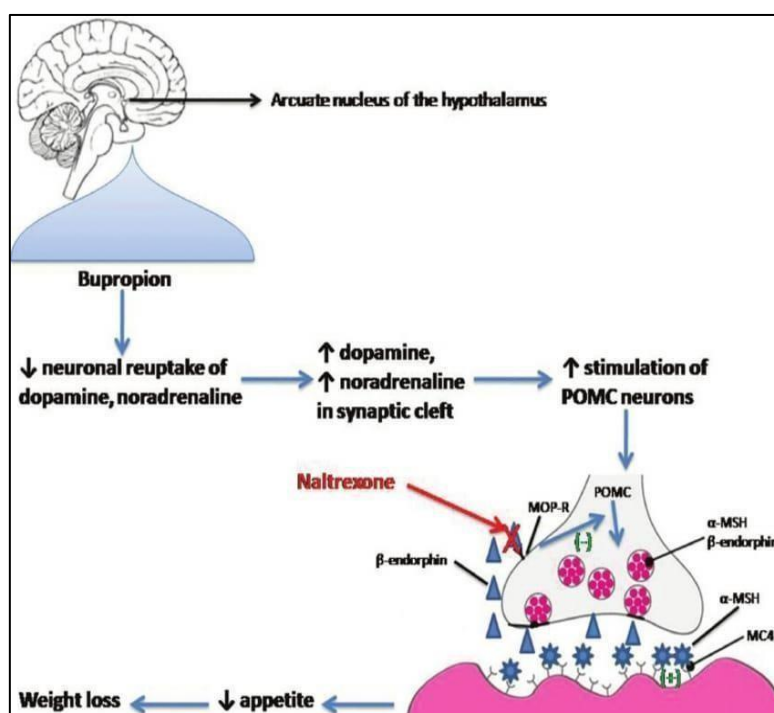 Arcuate nucleus of the hypothalamus
Bupropion
↓ neuronal reuptake of
dopamine, noradrenaline
↑ dopamine,
↑ noradrenaline
in synaptic cleft
↑ stimulation of
POMC neurons
Naltrexone
MOP-R
POMC
(-)
α-MSH
β-endorphin
β-endorphin
α-MSH
MC4
(+)
Weight loss
↓ appetite